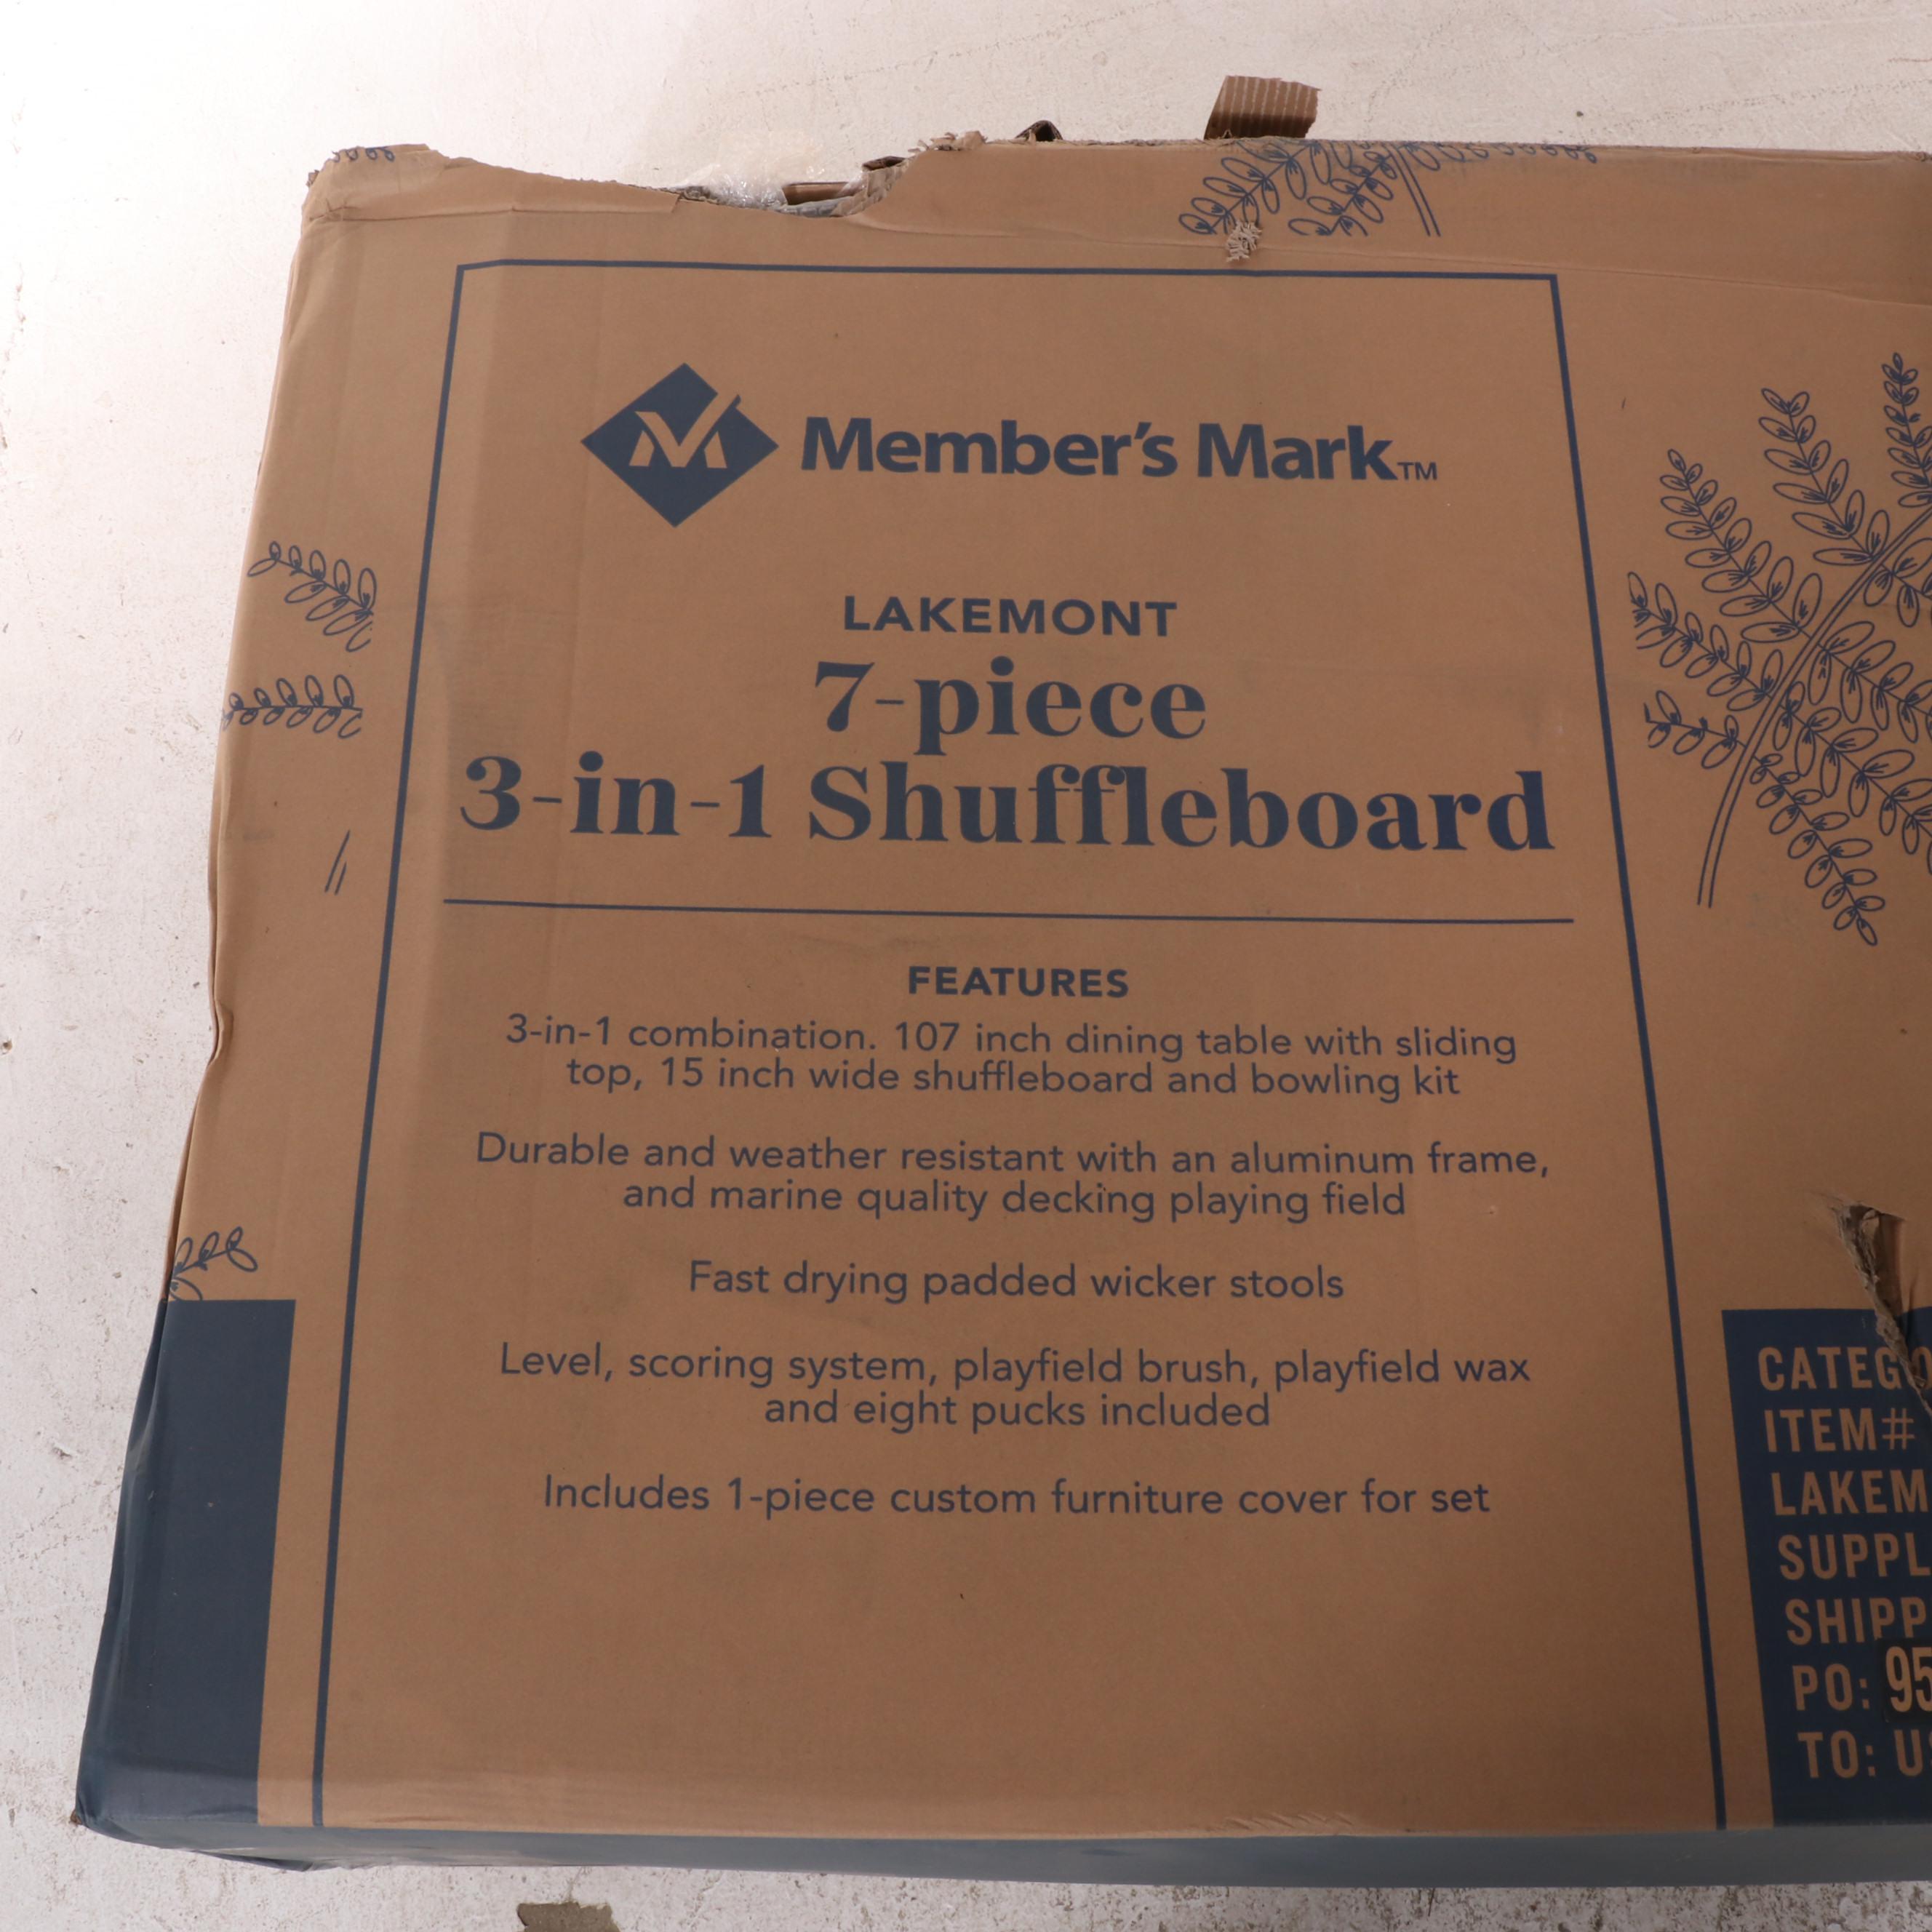 Member's Mark™
LAKEMONT
7-piece
3-in-1 Shuffleboard
FEATURES
3-in-1 combination. 107 inch dining table with sliding
top, 15 inch wide shuffleboard and bowling kit
Durable and weather resistant with an aluminum frame,
and marine quality decking playing field
Fast drying padded wicker stools
Level, scoring system, playfield brush, playfield wax
and eight pucks included
Includes 1-piece custom furniture cover for set
ITEM#
PO: 95
TO: